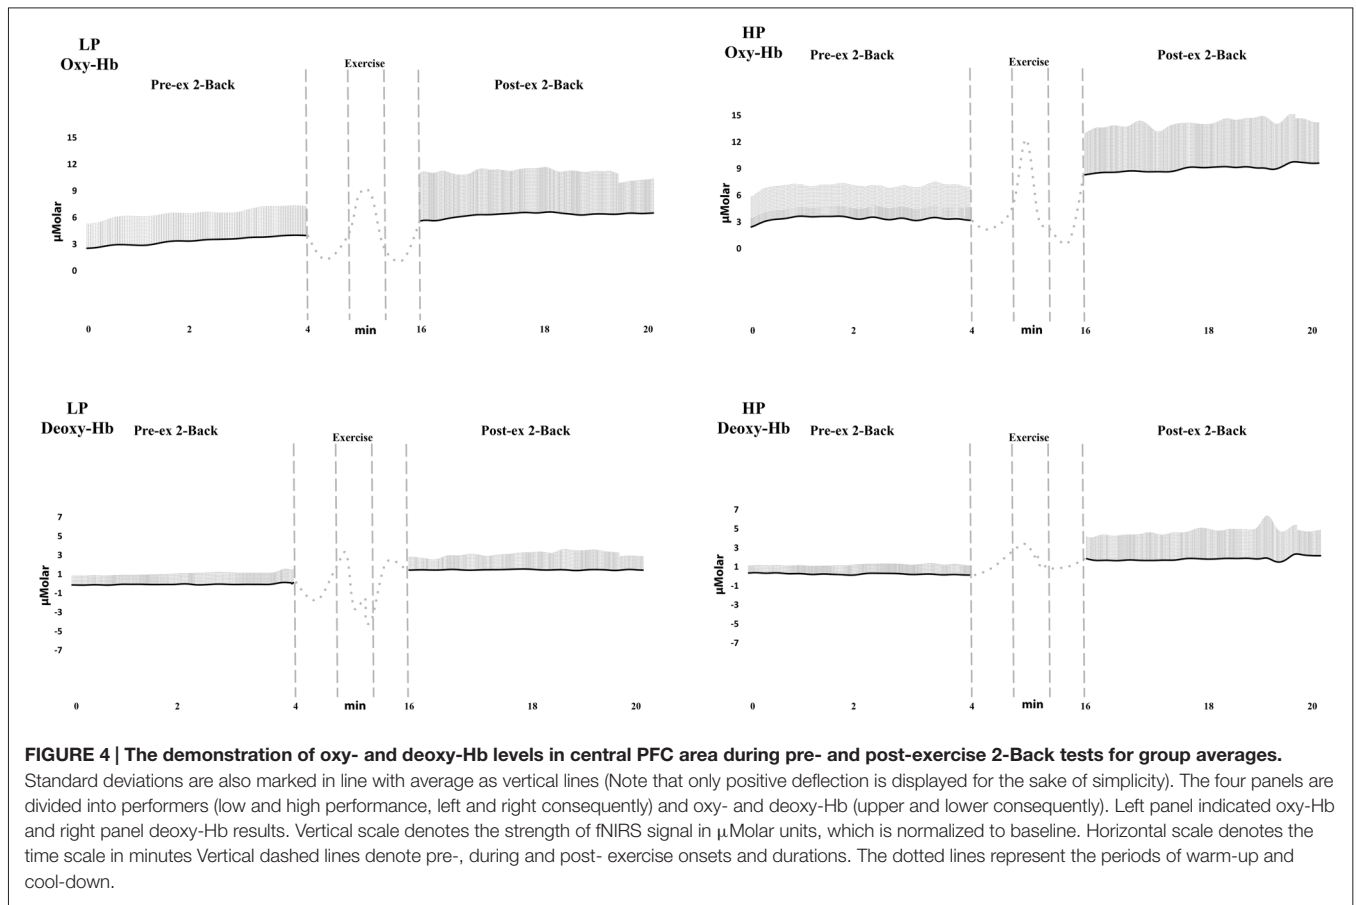 LP
Oxy-Hb
Pre-ex 2-Back
Exercise
Post-ex 2-Back
15
12
9
6
3
0
µMolar
0
2
4
min
16
18
20
HP
Oxy-Hb
Pre-ex 2-Back
Exercise
Post-ex 2-Back
15
12
9
6
3
0
µMolar
0
2
4
min
16
18
20
LP
Deoxy-Hb
Pre-ex 2-Back
Exercise
Post-ex 2-Back
7
5
3
1
-1
-3
-5
-7
µMolar
0
2
4
min
16
18
20
HP
Deoxy-Hb
Pre-ex 2-Back
Exercise
Post-ex 2-Back
7
5
3
1
-1
-3
-5
-7
µMolar
0
2
4
min
16
18
20
FIGURE 4 | The demonstration of oxy- and deoxy-Hb levels in central PFC area during pre- and post-exercise 2-Back tests for group averages.
Standard deviations are also marked in line with average as vertical lines (Note that only positive deflection is displayed for the sake of simplicity). The four panels are
divided into performers (low and high performance, left and right consequently) and oxy- and deoxy-Hb (upper and lower consequently). Left panel indicated oxy-Hb
and right panel deoxy-Hb results. Vertical scale denotes the strength of fNIRS signal in µMolar units, which is normalized to baseline. Horizontal scale denotes the
time scale in minutes Vertical dashed lines denote pre-, during and post- exercise onsets and durations. The dotted lines represent the periods of warm-up and
cool-down.